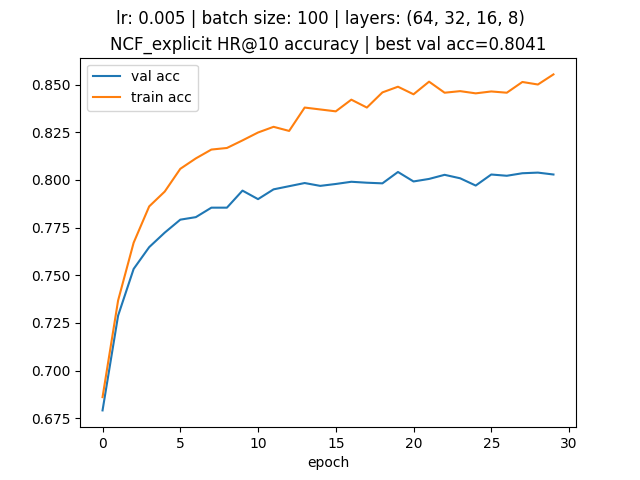 lr: 0.005 | batch size: 100 | layers: (64, 32, 16, 8)
NCF_explicit HR@10 accuracy | best val acc=0.8041
val acc
train acc
0.850
0.825
0.800
0.775
0.750
0.725
0.700
0.675
0 5 10 15 20 25 30
epoch